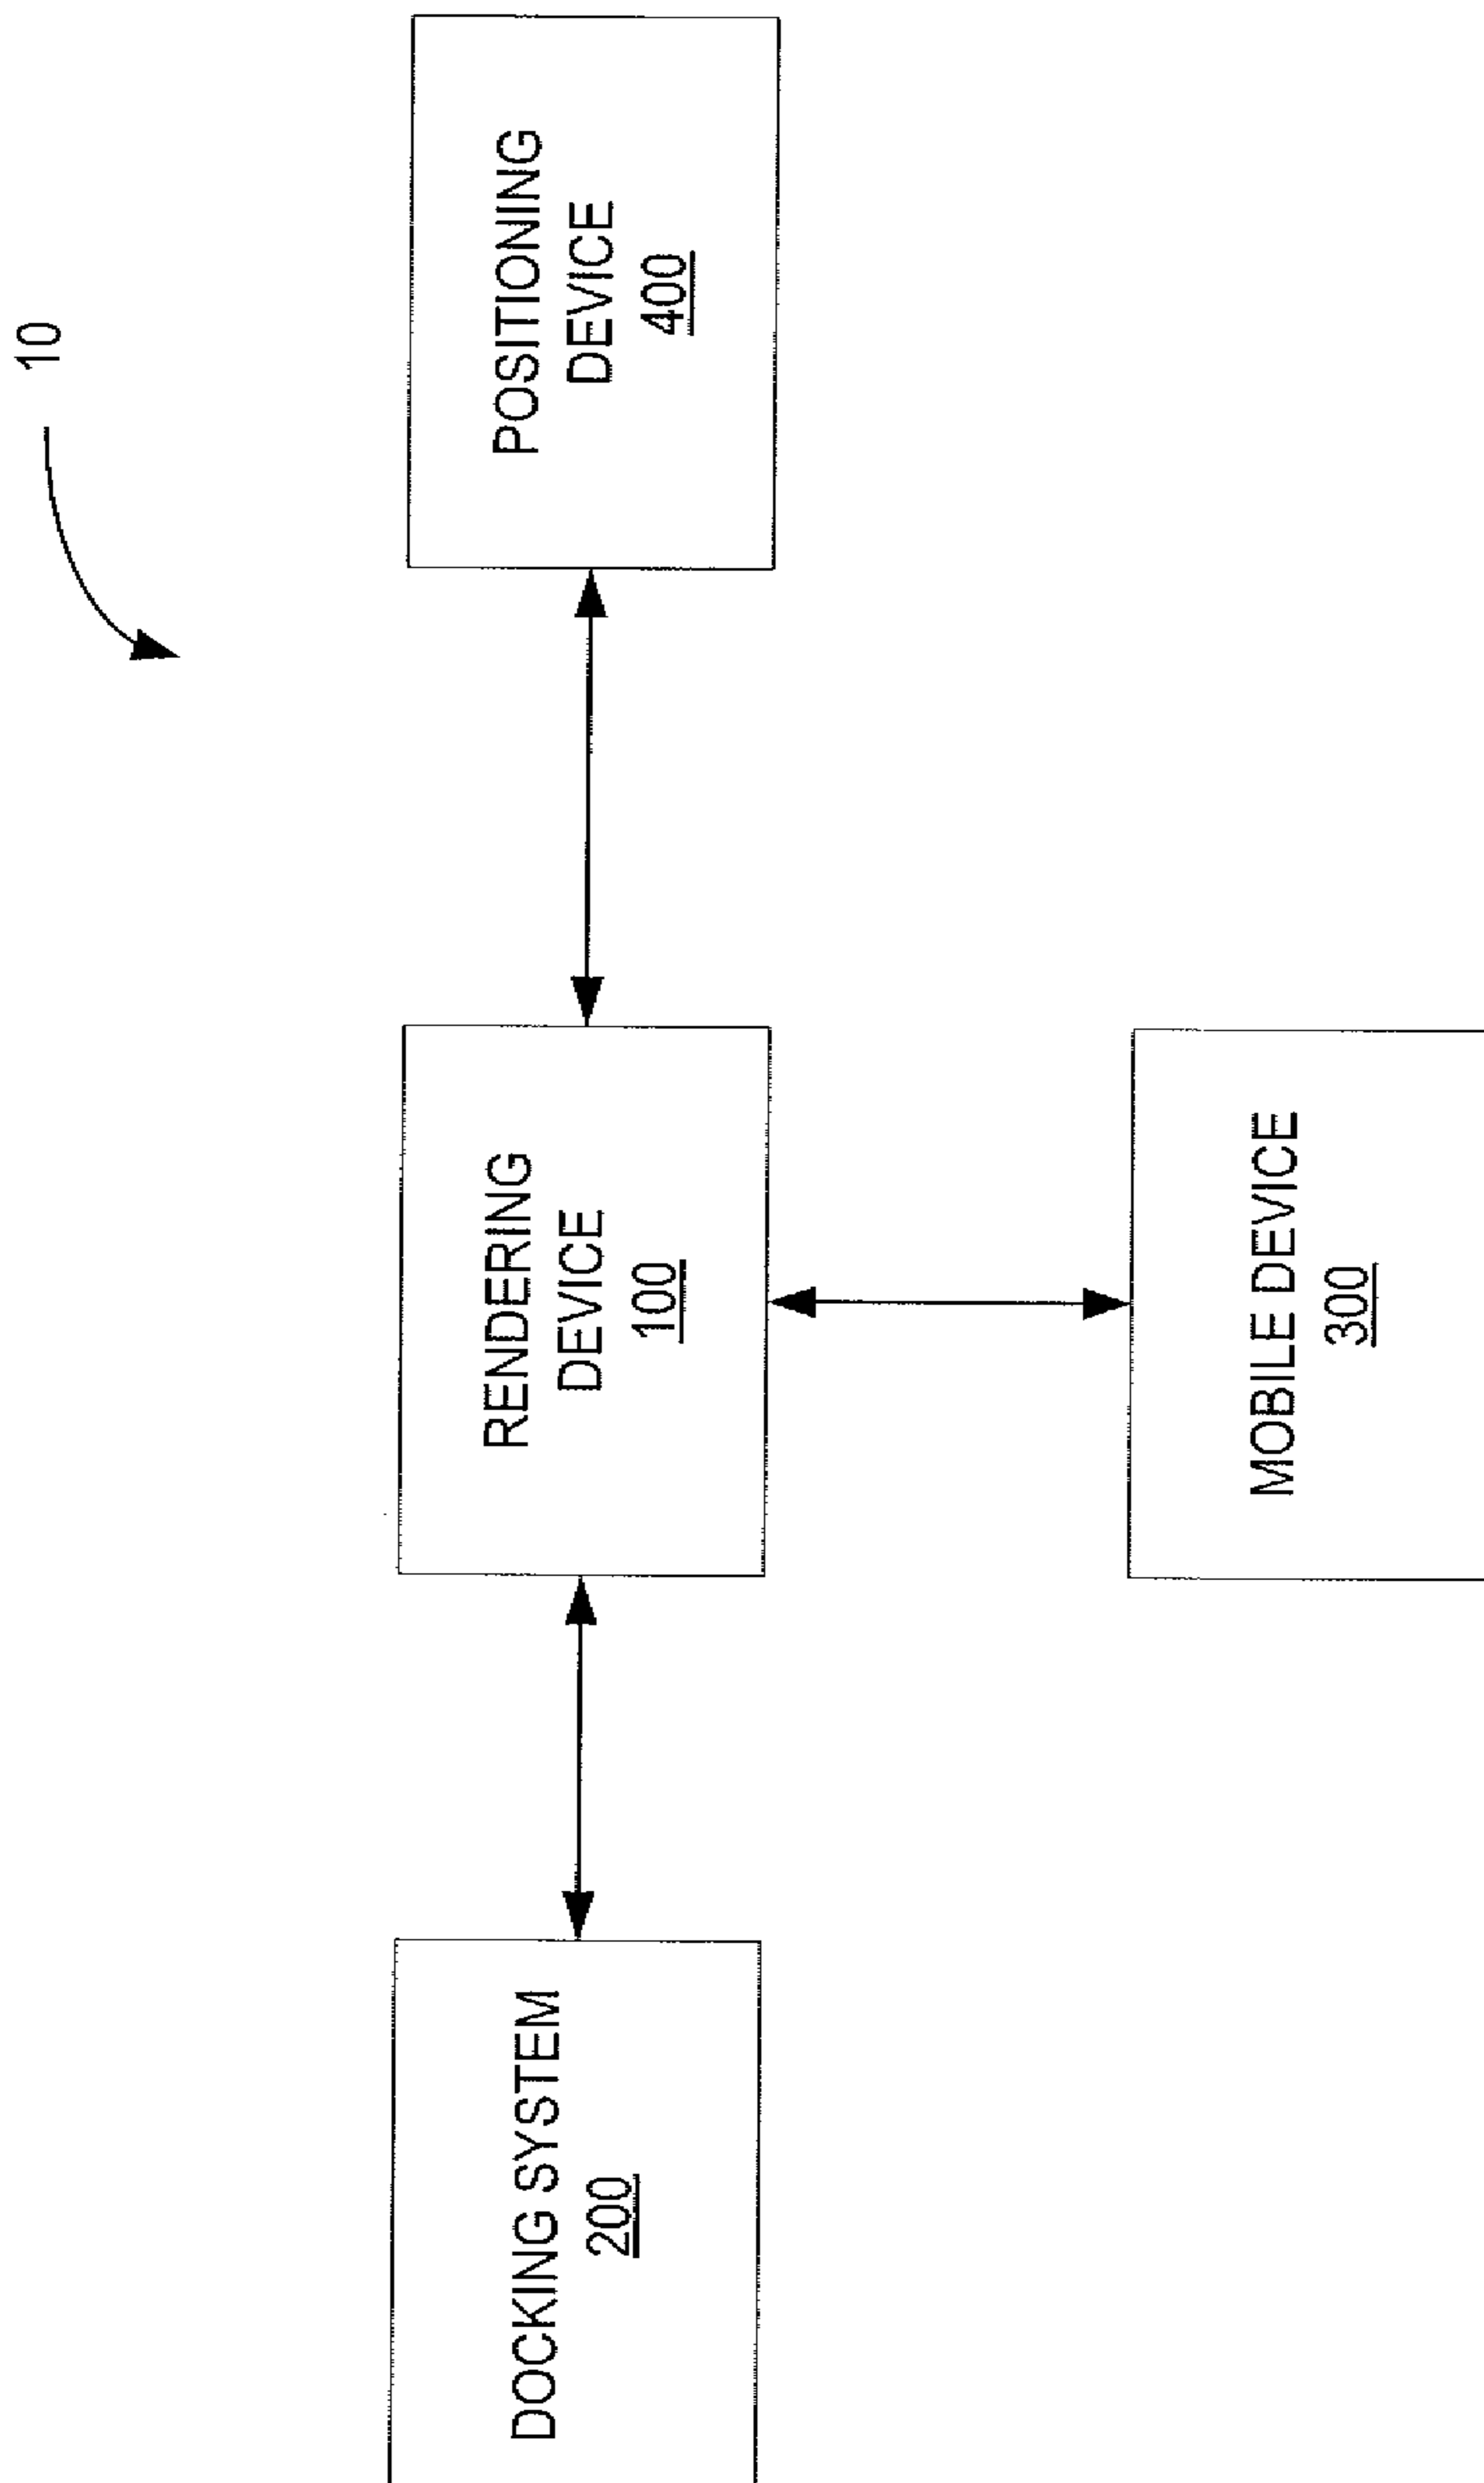 10
DOCKING SYSTEM
200
RENDERING
DEVICE
100
POSITIONING
DEVICE
400
MOBILE DEVICE
300